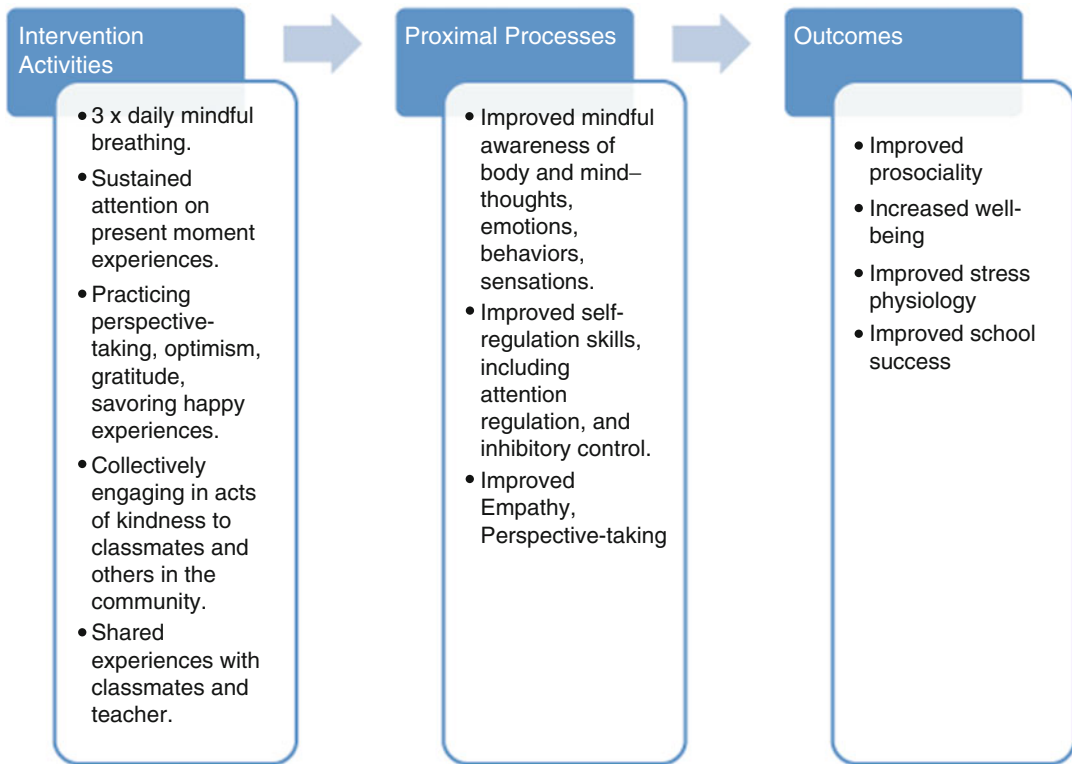 Intervention
Activities
• 3 x daily mindful
breathing.
• Sustained
attention on
present moment
experiences.
• Practicing
perspective-
taking, optimism,
gratitude,
savoring happy
experiences.
• Collectively
engaging in acts
of kindness to
classmates and
others in the
community.
• Shared
experiences with
classmates and
teacher.
Proximal Processes
• Improved mindful
awareness of
body and mind–
thoughts,
emotions,
behaviors,
sensations.
• Improved self-
regulation skills,
including
attention
regulation, and
inhibitory control.
• Improved
Empathy,
Perspective-taking
Outcomes
• Improved
prosociality
• Increased well-
being
• Improved stress
physiology
• Improved school
success